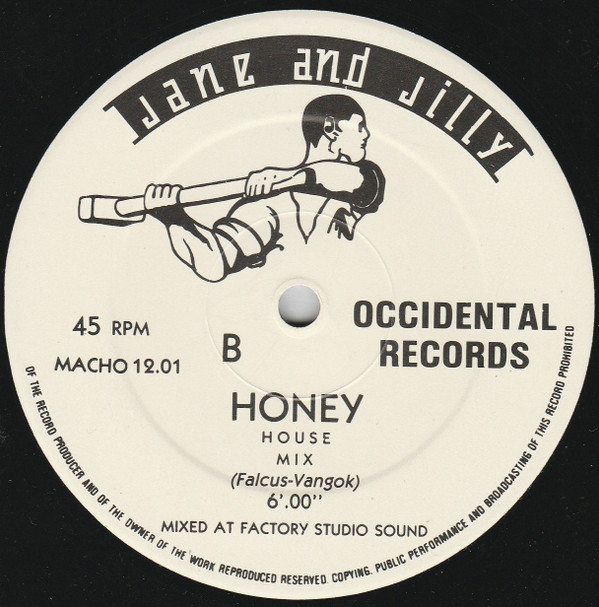 Jane and Jilly
OCCIDENTAL
RECORDS
45 RPM
MACHO 12.01
B
HONEY
HOUSE
MIX
(Falcus-Vangok)
6'.00"
MIXED AT FACTORY STUDIO SOUND
OF THE RECORD PRODUCER AND OF THE OWNER OF THE WORK REPRODUCED RESERVED. COPYING, PUBLIC PERFORMANCE AND BROADCASTING OF THIS RECORD PROHIBITED